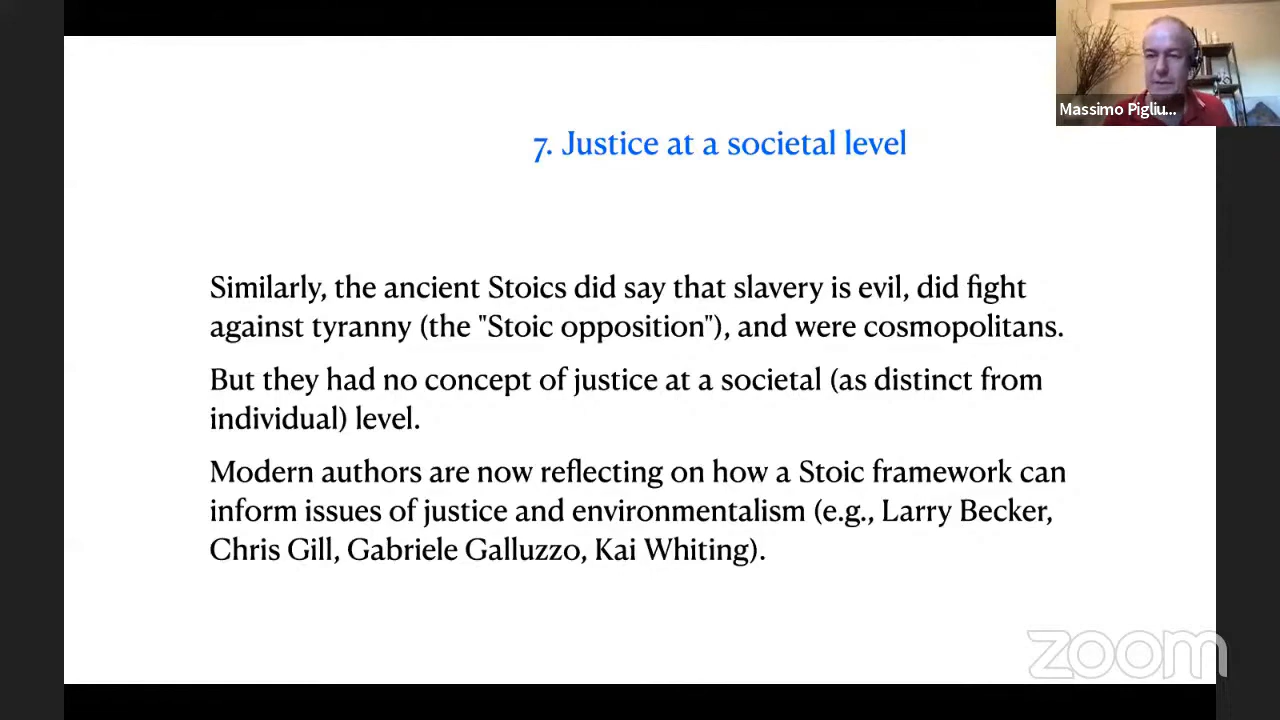 Massimo Pigliu...
7. Justice at a societal level
Similarly, the ancient Stoics did say that slavery is evil, did fight
against tyranny (the "Stoic opposition"), and were cosmopolitans.
But they had no concept of justice at a societal (as distinct from
individual) level.
Modern authors are now reflecting on how a Stoic framework can
inform issues of justice and environmentalism (e.g., Larry Becker,
Chris Gill, Gabriele Galluzzo, Kai Whiting).
zoom